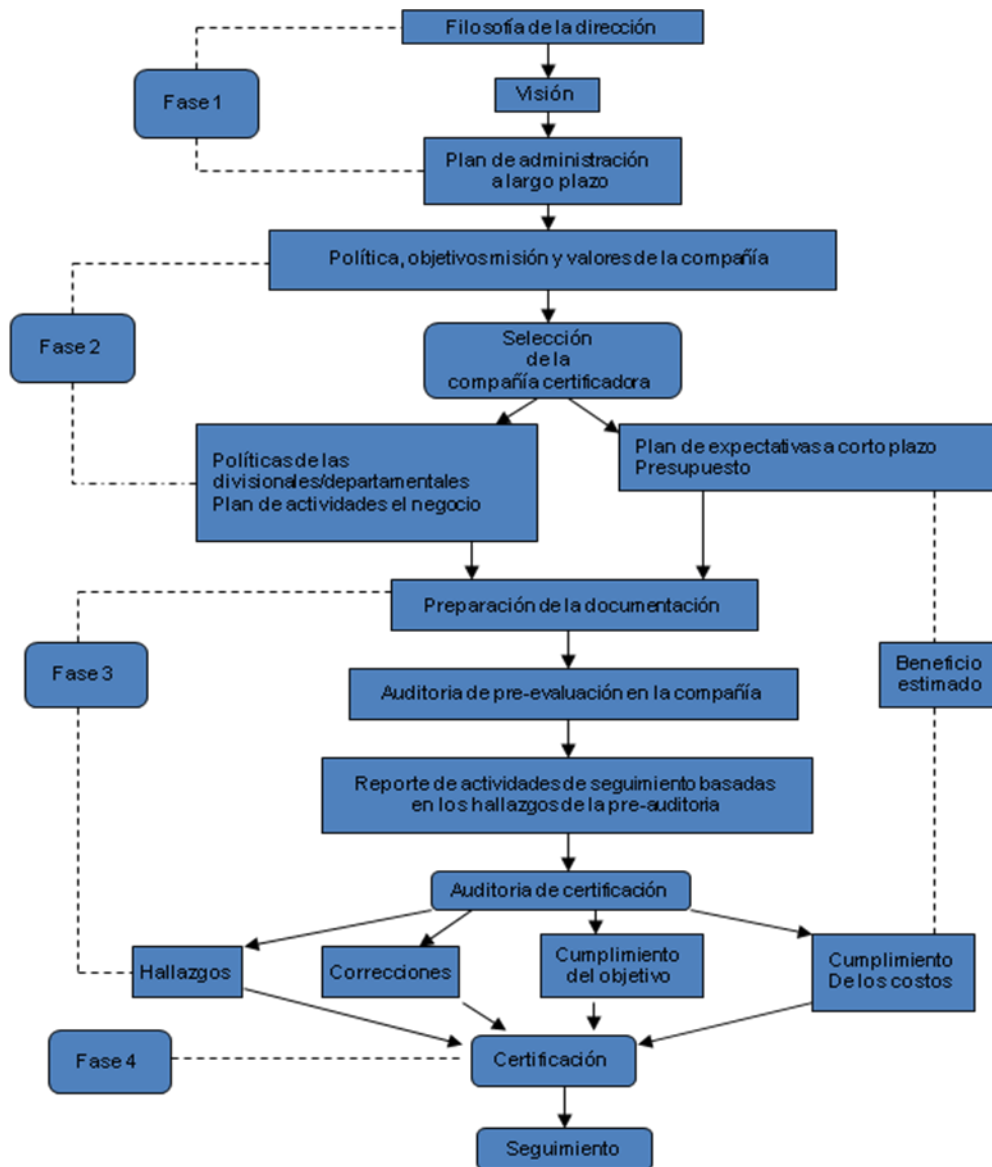 Filosofía de la dirección
Fase 1
Visión
Plan de administración
a largo plazo
Política, objetivos misión y valores de la compañía
Fase 2
Selección
de la
compañía certificadora
Políticas de las
divisionales/departamentales
Plan de actividades el negocio
Plan de expectativas a corto plazo
Presupuesto
Preparación de la documentación
Fase 3
Beneficio
estimado
Auditoria de pre-evaluación en la compañía
Reporte de actividades de seguimiento basadas
en los hallazgos de la pre-auditoria
Auditoria de certificación
Hallazgos
Correcciones
Cumplimiento
del objetivo
Cumplimiento
De los costos
Fase 4
Certificación
Seguimiento